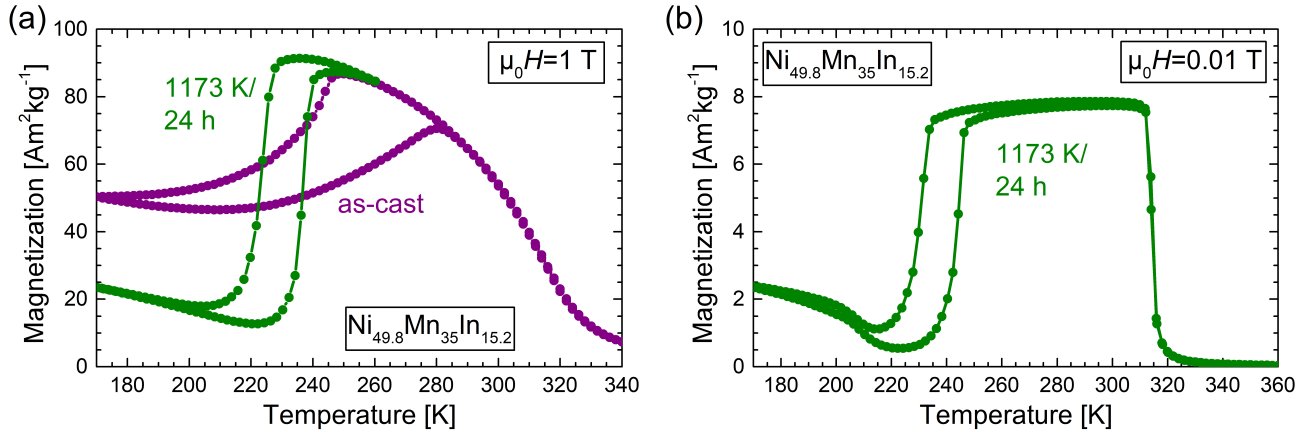 (a)
100
80
60
40
20
0
Magnetization [Am²kg⁻¹]
1173 K/
24 h
μ₀H=1 T
as-cast
Ni₄₉.₈Mn₃₅In₁₅.₂
180 200 220 240 260 280 300 320 340
Temperature [K]
(b)
10
8
6
4
2
0
Magnetization [Am²kg⁻¹]
Ni₄₉.₈Mn₃₅In₁₅.₂
μ₀H=0.01 T
1173 K/
24 h
180 200 220 240 260 280 300 320 340 360
Temperature [K]